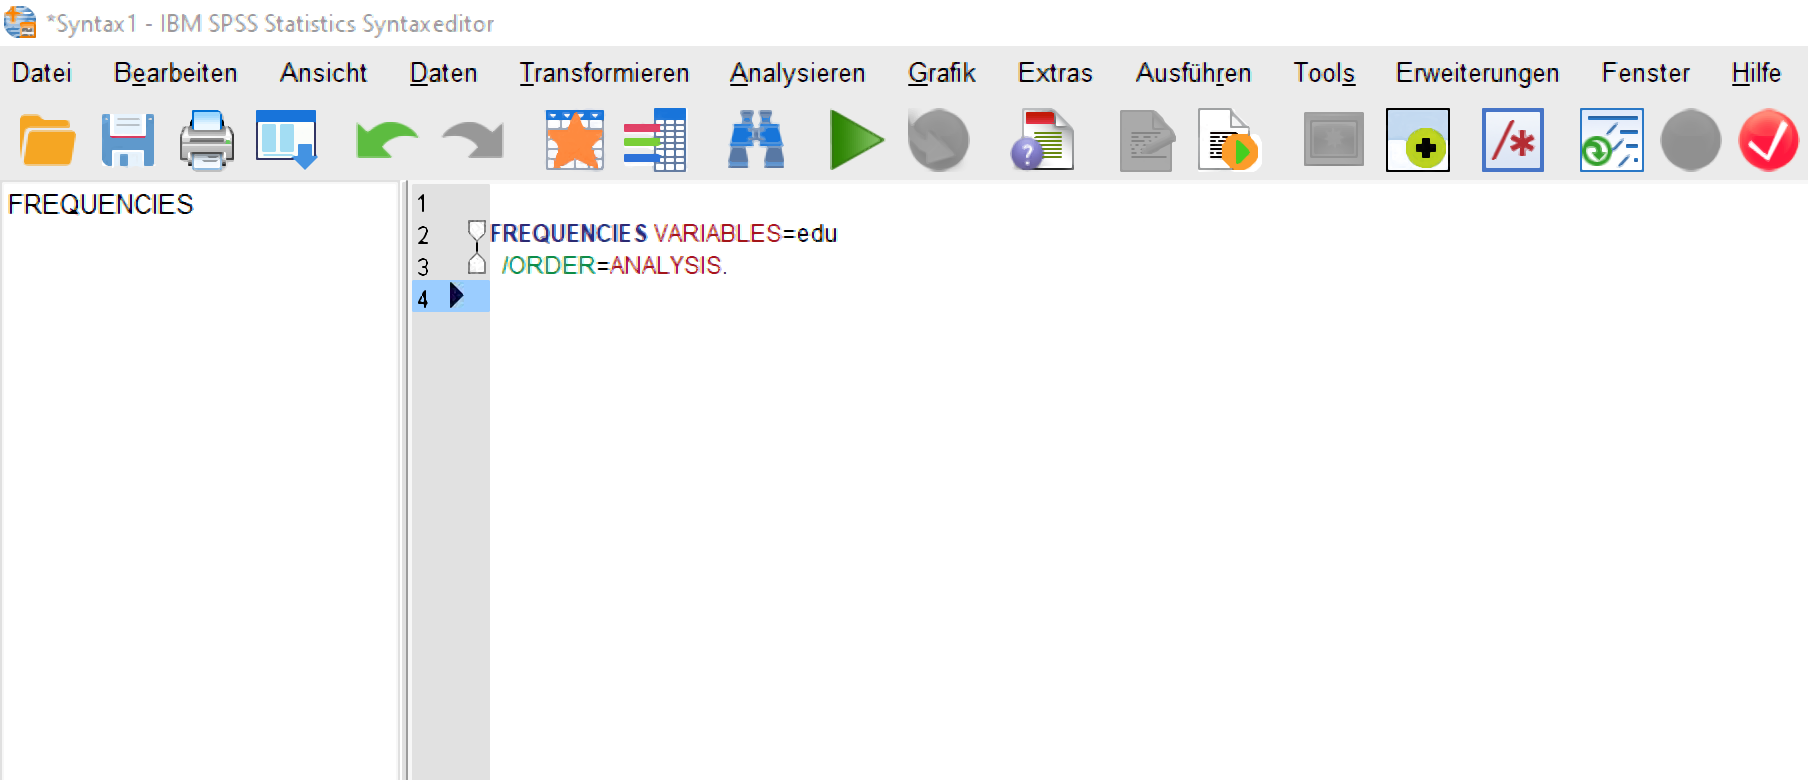 *Syntax1 - IBM SPSS Statistics Syntaxeditor
Datei Bearbeiten Ansicht Daten Transformieren Analysieren Grafik Extras Ausführen Tools Erweiterungen Fenster Hilfe
FREQUENCIES
1
2 FREQUENCIES VARIABLES=edu
3 /ORDER=ANALYSIS.
4